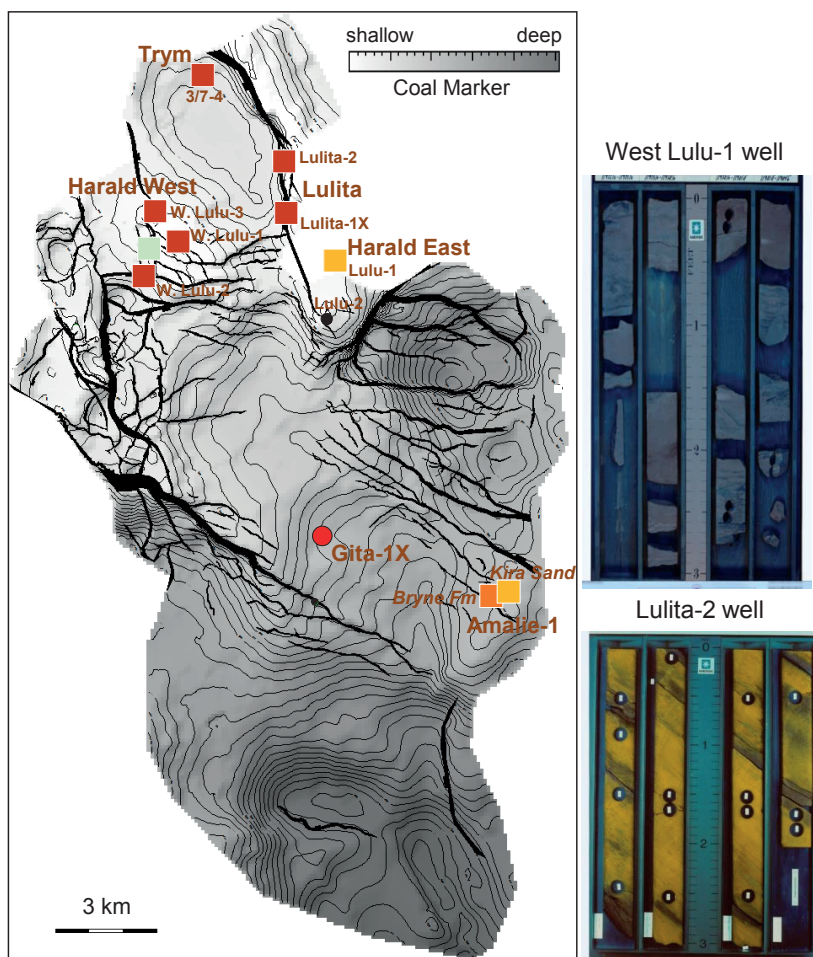 shallow deep
Coal Marker
Trym
3/7-4
Lulita-2
Lulita
Lulita-1X
Harald West
W. Lulu-3
W. Lulu-1
W. Lulu-2
Harald East
Lulu-1
Lulu-2
Gita-1X
Kira Sand
Bryne Fm
Amalie-1
3 km
West Lulu-1 well
0
FEET
1
2
3
Lulita-2 well
0
1
2
3